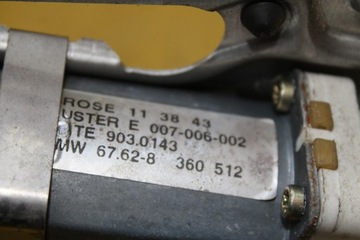 ROSE 11 38 43
USTER E 007-006-002
ITE 903.0143
MW 67.62-8 360 512